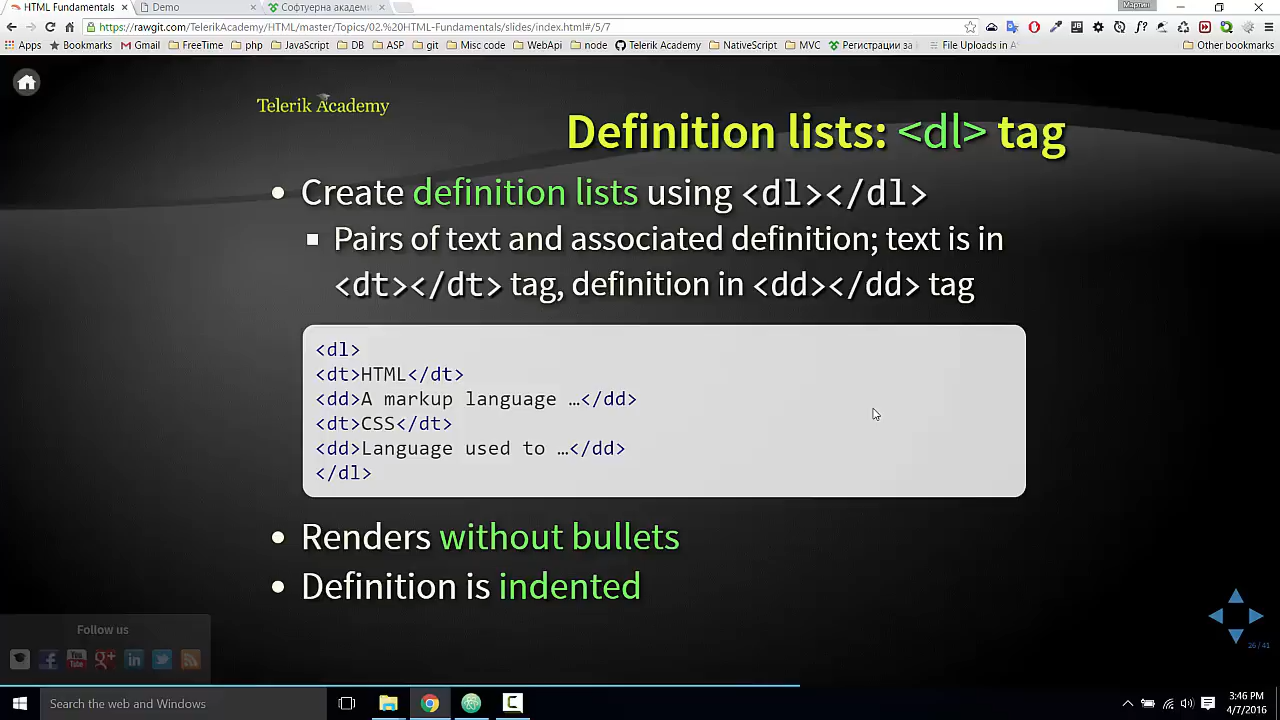 HTML Fundamentals
Demo
Софтуерна академи
Мартин
https://rawgit.com/TelerikAcademy/HTML/master/Topics/02.%20HTML-Fundamentals/slides/index.html#/5/7
Apps
Bookmarks
Gmail
FreeTime
php
JavaScript
DB
ASP
git
Misc code
WebApi
node
Telerik Academy
NativeScript
MVC
Регистрации за
File Uploads in A
Other bookmarks
Telerik Academy
Definition lists: <dl> tag
Create definition lists using <dl></dl>
Pairs of text and associated definition; text is in
<dt></dt> tag, definition in <dd></dd> tag
<dl>
<dt>HTML</dt>
<dd>A markup language …</dd>
<dt>CSS</dt>
<dd>Language used to …</dd>
</dl>
Renders without bullets
Definition is indented
Follow us
26 / 41
Search the web and Windows
3:46 PM
4/7/2016